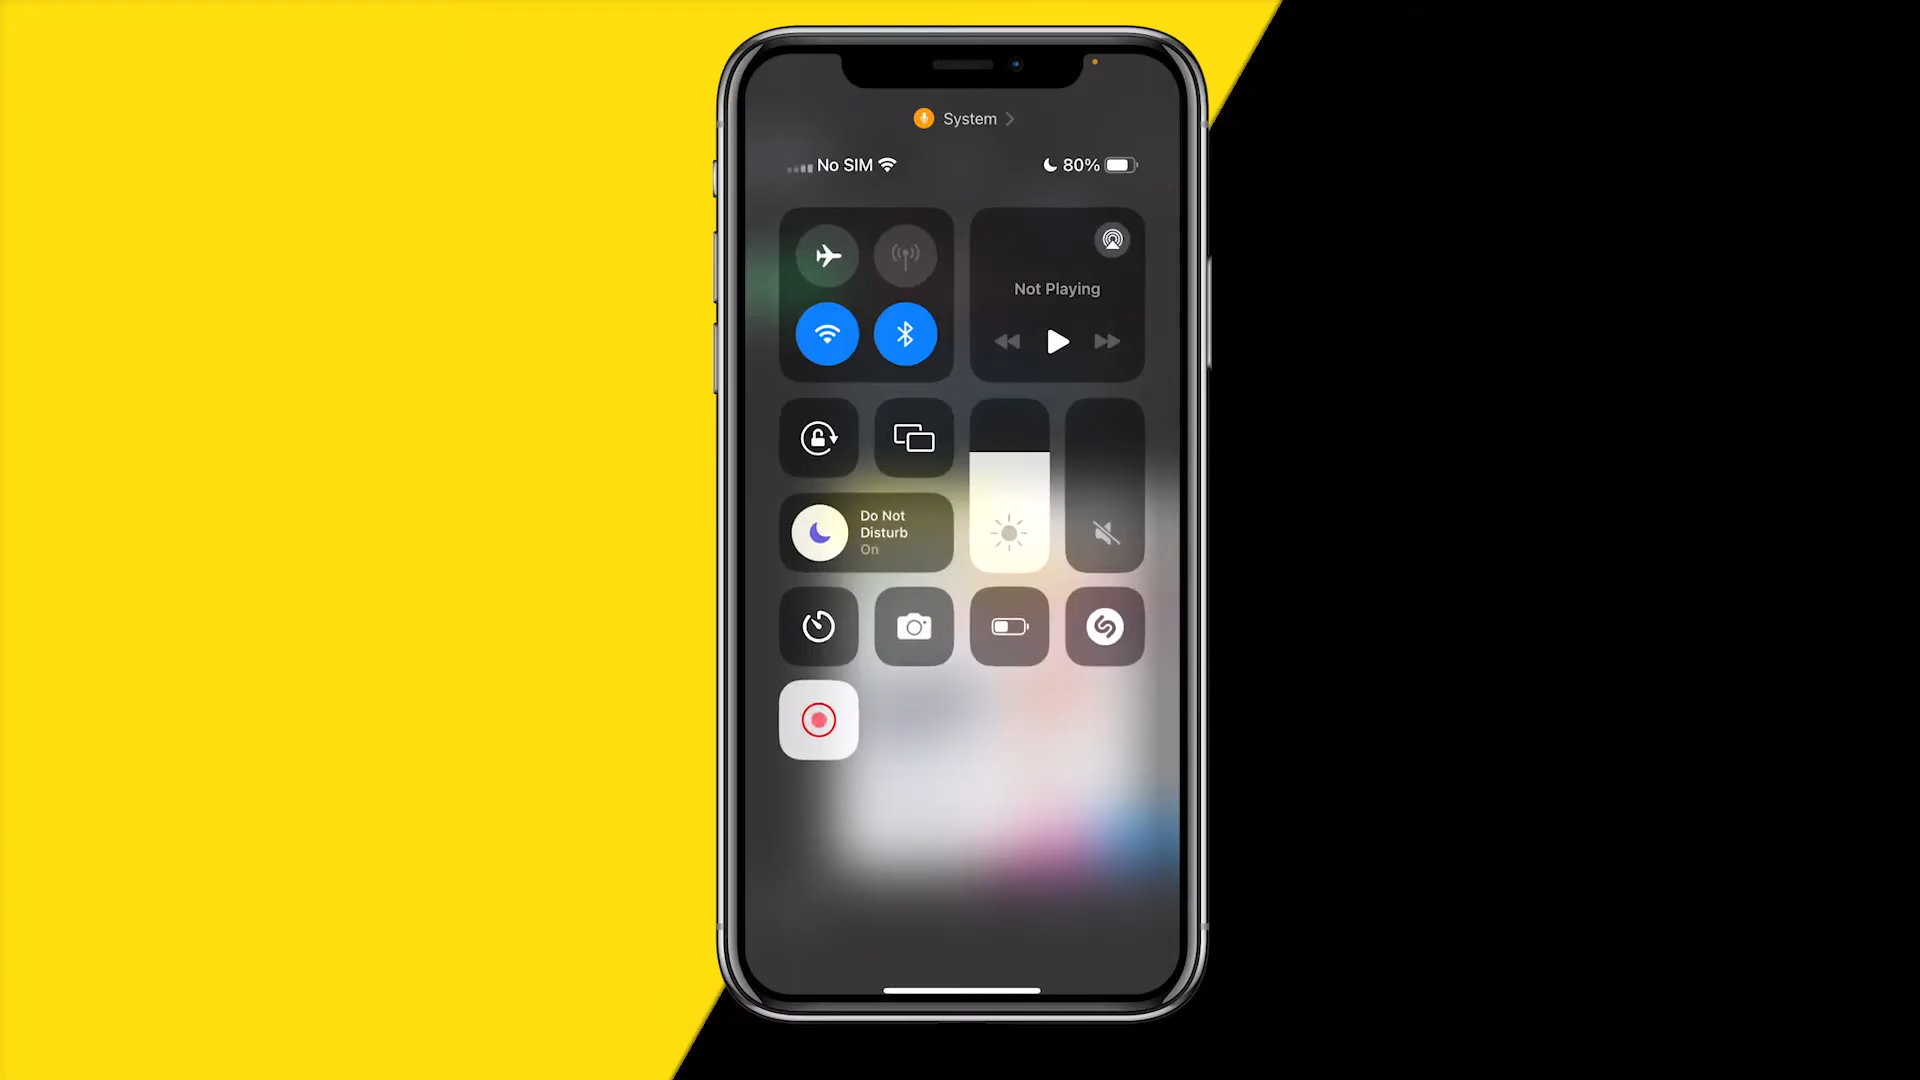 System
No SIM
80%
Not Playing
Do Not
Disturb
On